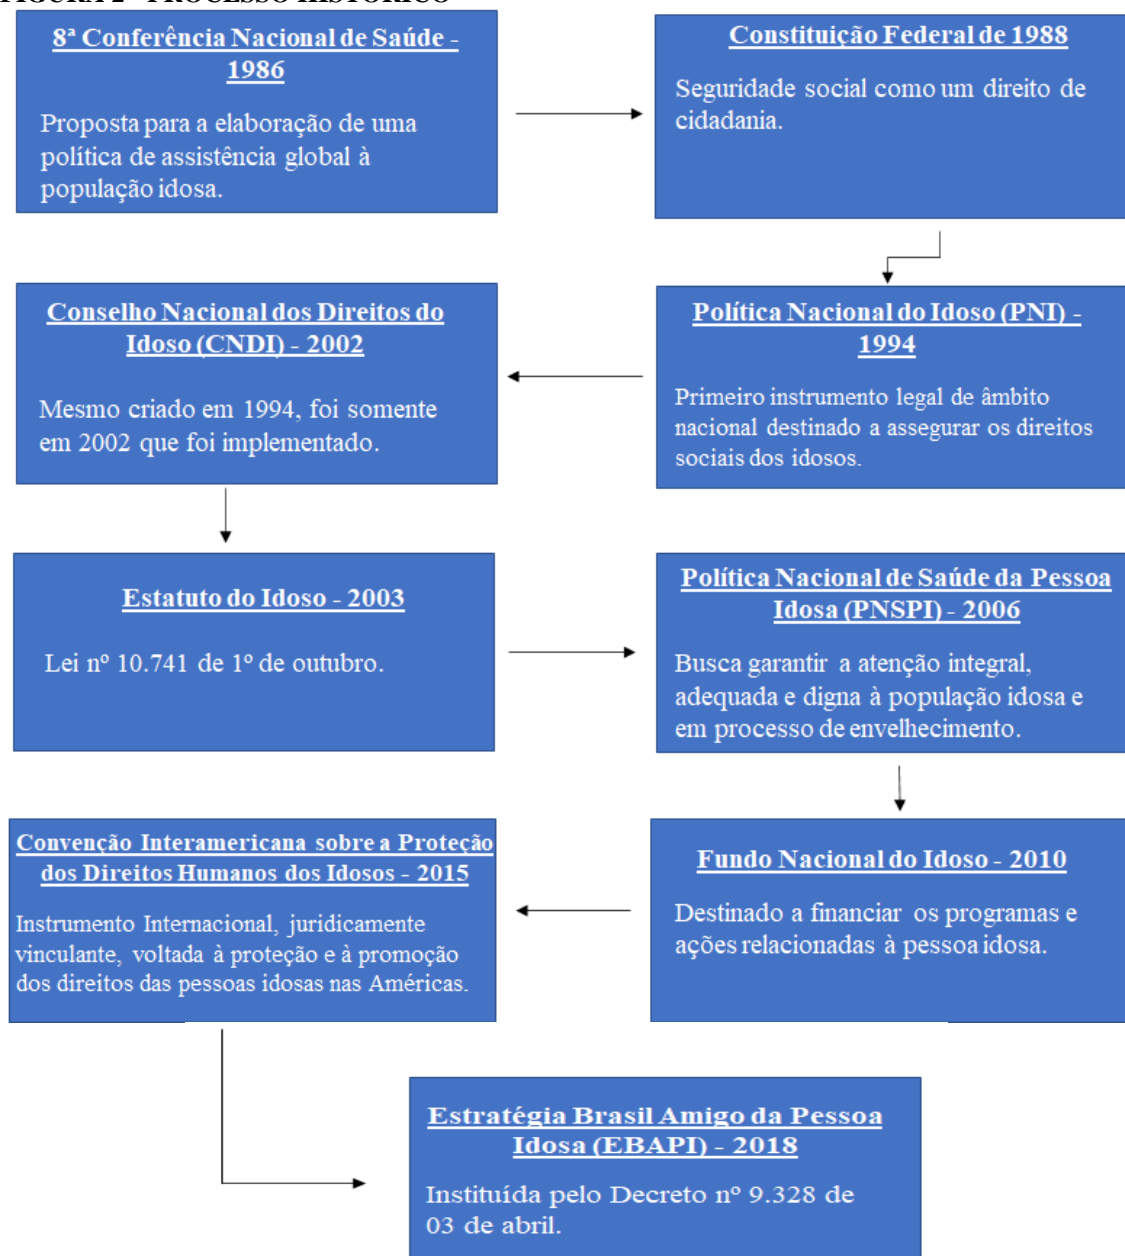 FIGURA 2 - PROCESSO HISTÓRICO
8ª Conferência Nacional de Saúde -
1986
Proposta para a elaboração de uma
política de assistência global à
população idosa.
Constituição Federal de 1988
Seguridade social como um direito de
cidadania.
Política Nacional do Idoso (PNI) -
1994
Primeiro instrumento legal de âmbito
nacional destinado a assegurar os direitos
sociais dos idosos.
Conselho Nacional dos Direitos do
Idoso (CNDI) - 2002
Mesmo criado em 1994, foi somente
em 2002 que foi implementado.
Estatuto do Idoso - 2003
Lei nº 10.741 de 1º de outubro.
Política Nacional de Saúde da Pessoa
Idosa (PNSPI) - 2006
Busca garantir a atenção integral,
adequada e digna à população idosa e
em processo de envelhecimento.
Fundo Nacional do Idoso - 2010
Destinado a financiar os programas e
ações relacionadas à pessoa idosa.
Convenção Interamericana sobre a Proteção
dos Direitos Humanos dos Idosos - 2015
Instrumento Internacional, juridicamente
vinculante, voltada à proteção e à promoção
dos direitos das pessoas idosas nas Américas.
Estratégia Brasil Amigo da Pessoa
Idosa (EBAPI) - 2018
Instituída pelo Decreto nº 9.328 de
03 de abril.